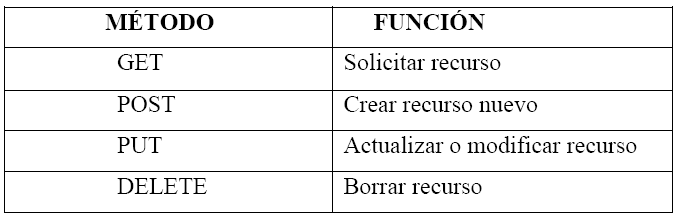 MÉTODO FUNCIÓN
GET Solicitar recurso
POST Crear recurso nuevo
PUT Actualizar o modificar recurso
DELETE Borrar recurso